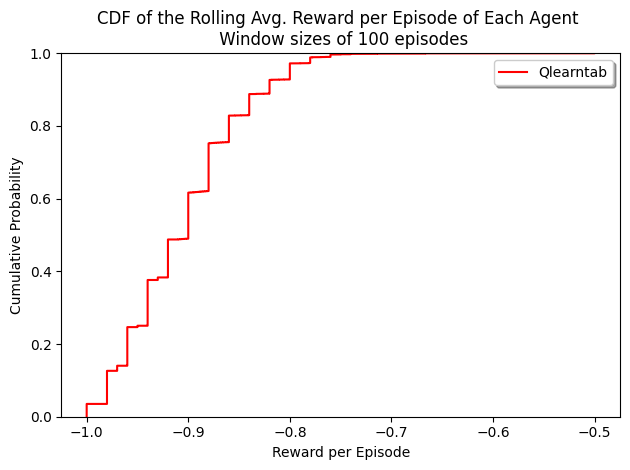 CDF of the Rolling Avg. Reward per Episode of Each Agent
Window sizes of 100 episodes
Qlearntab
1.0
0.8
0.6
0.4
0.2
0.0
Cumulative Probability
−1.0 −0.9 −0.8 −0.7 −0.6 −0.5
Reward per Episode